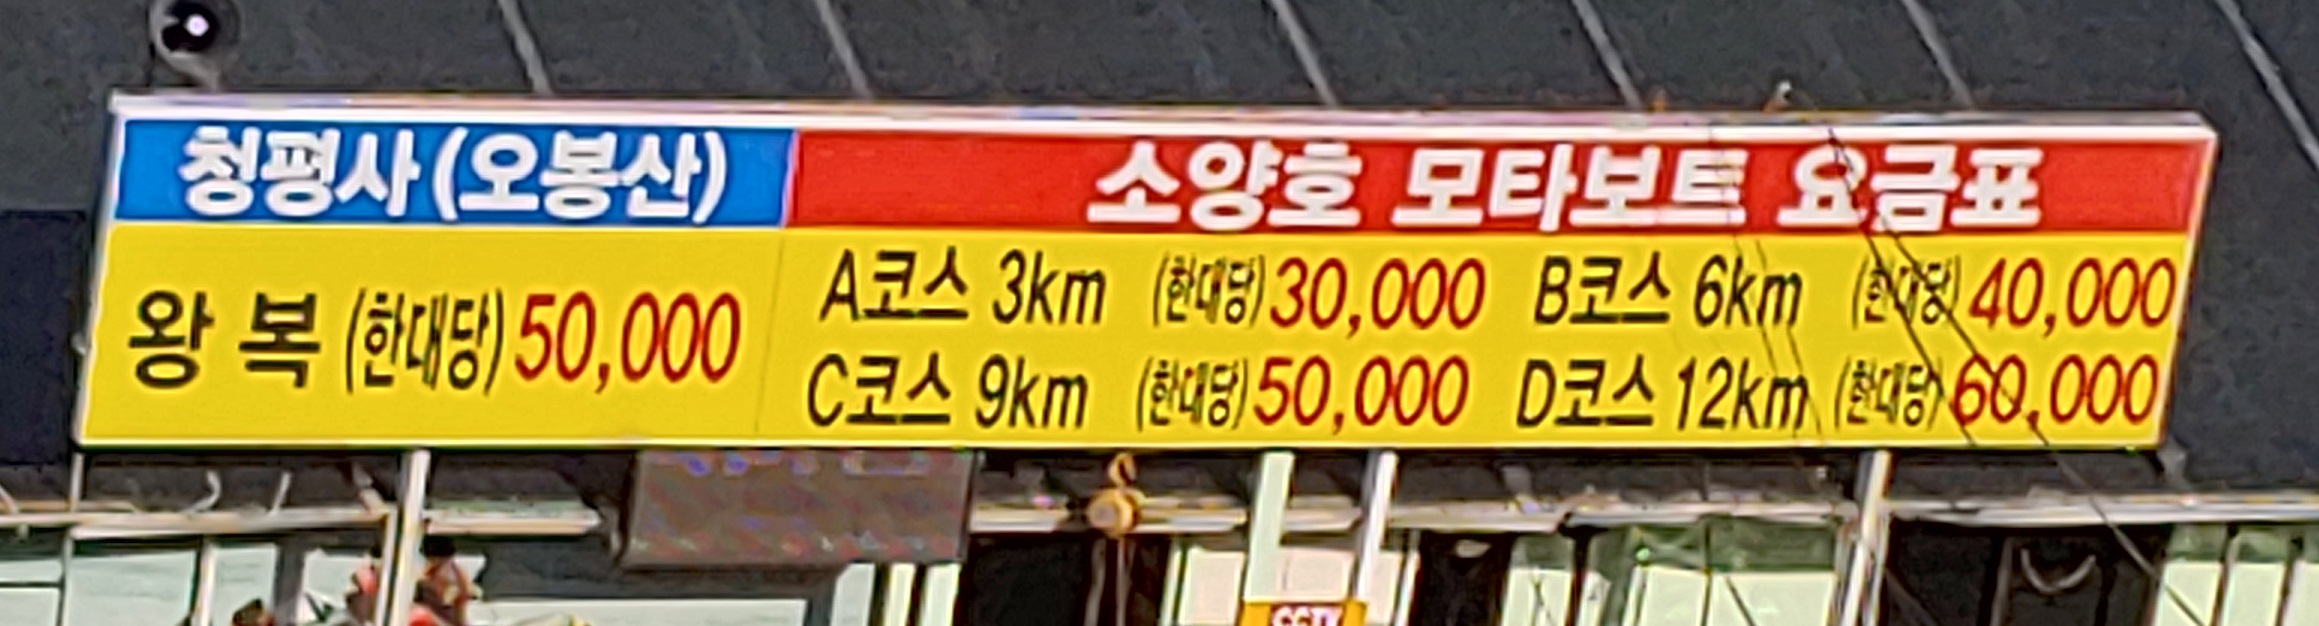 청평사(오봉산)
왕 복 (한대당) 50,000
소양호 모타보트 요금표
A코스 3km (한대당) 30,000 B코스 6km (한대당) 40,000
C코스 9km (한대당) 50,000 D코스 12km (한대당) 60,000
CCTV